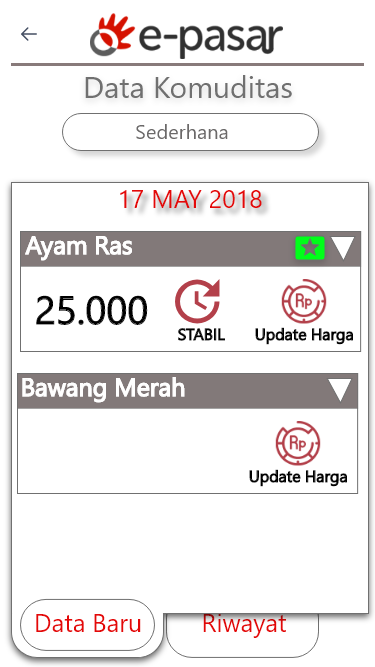 e-pasar
Data Komuditas
Sederhana
17 MAY 2018
Ayam Ras
25.000
STABIL
Rp
Update Harga
Bawang Merah
Rp
Update Harga
Data Baru
Riwayat